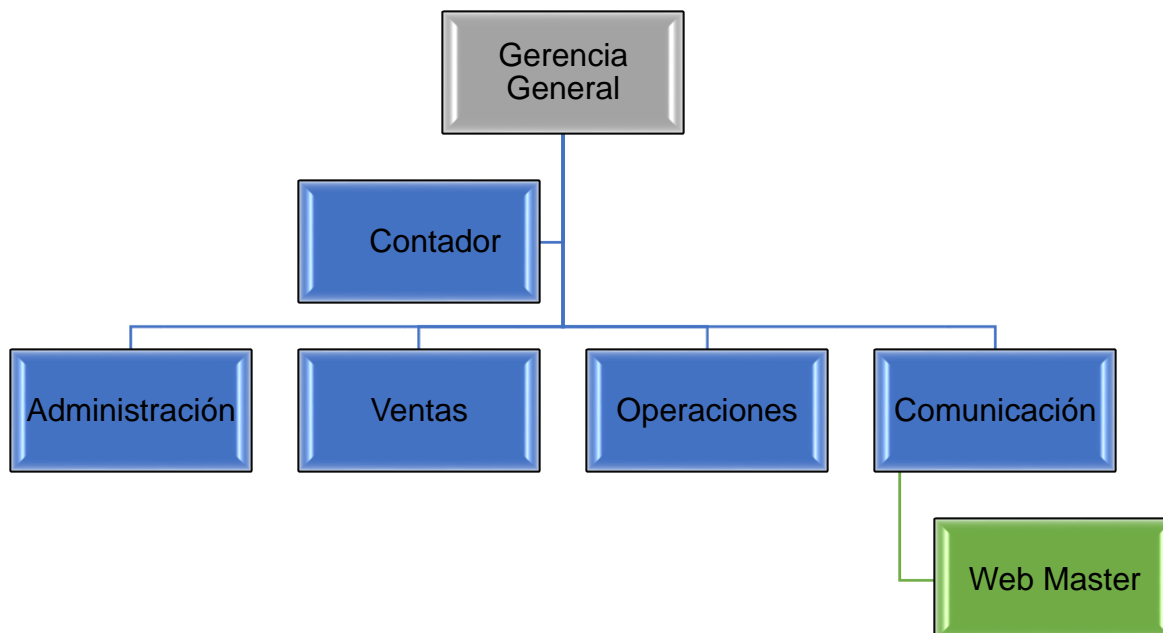 Gerencia
General
Contador
Administración
Ventas
Operaciones
Comunicación
Web Master